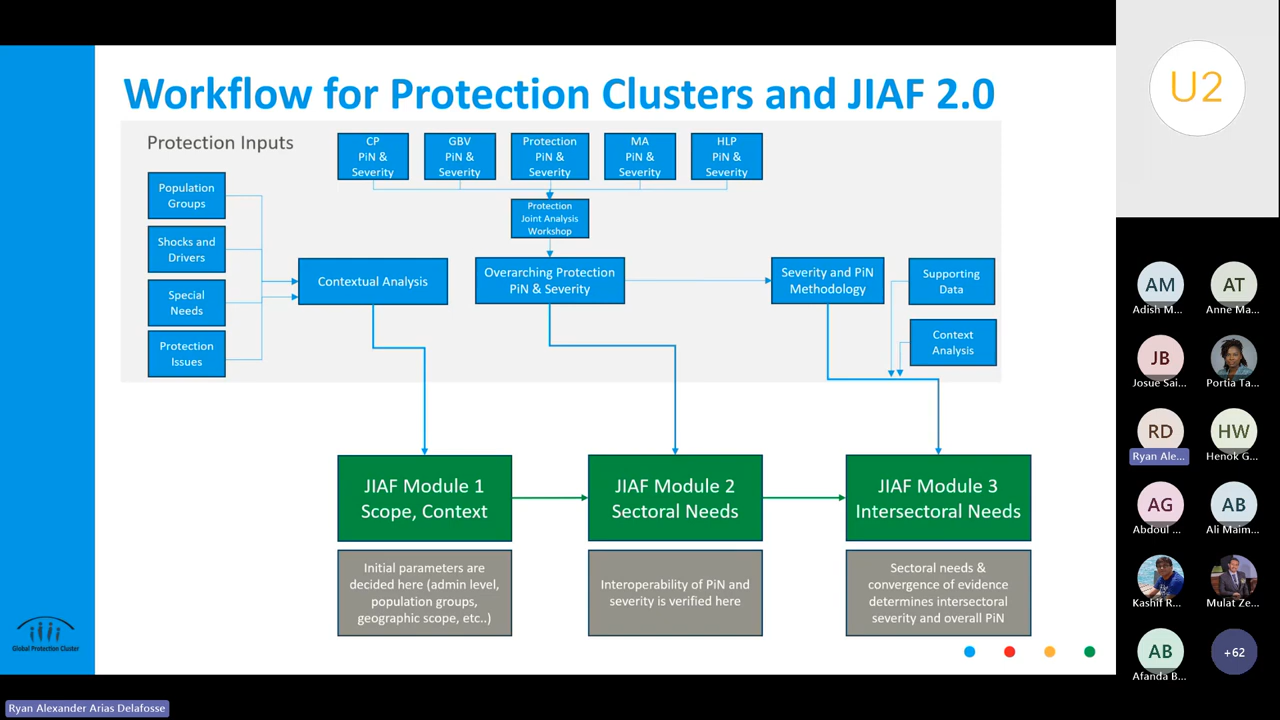 Workflow for Protection Clusters and JIAF 2.0
Protection Inputs
CP
PiN &
Severity
GBV
PiN &
Severity
Protection
PiN &
Severity
MA
PiN &
Severity
HLP
PiN &
Severity
Population
Groups
Shocks and
Drivers
Special
Needs
Protection
Issues
Protection
Joint Analysis
Workshop
Contextual Analysis
Overarching Protection
PiN & Severity
Severity and PiN
Methodology
Supporting
Data
Context
Analysis
JIAF Module 1
Scope, Context
JIAF Module 2
Sectoral Needs
JIAF Module 3
Intersectoral Needs
Initial parameters are
decided here (admin level,
population groups,
geographic scope, etc..)
Interoperability of PiN and
severity is verified here
Sectoral needs &
convergence of evidence
determines intersectoral
severity and overall PiN
Global Protection Cluster
U2
AM
Adish M...
AT
Anne Ma...
JB
Josue Sai...
Portia Ta...
RD
Ryan Ale...
HW
Henok G...
AG
Abdoul ...
AB
Ali Maim...
Kashif R...
Mulat Ze...
AB
Afanda B...
+62
Ryan Alexander Arias Delafosse